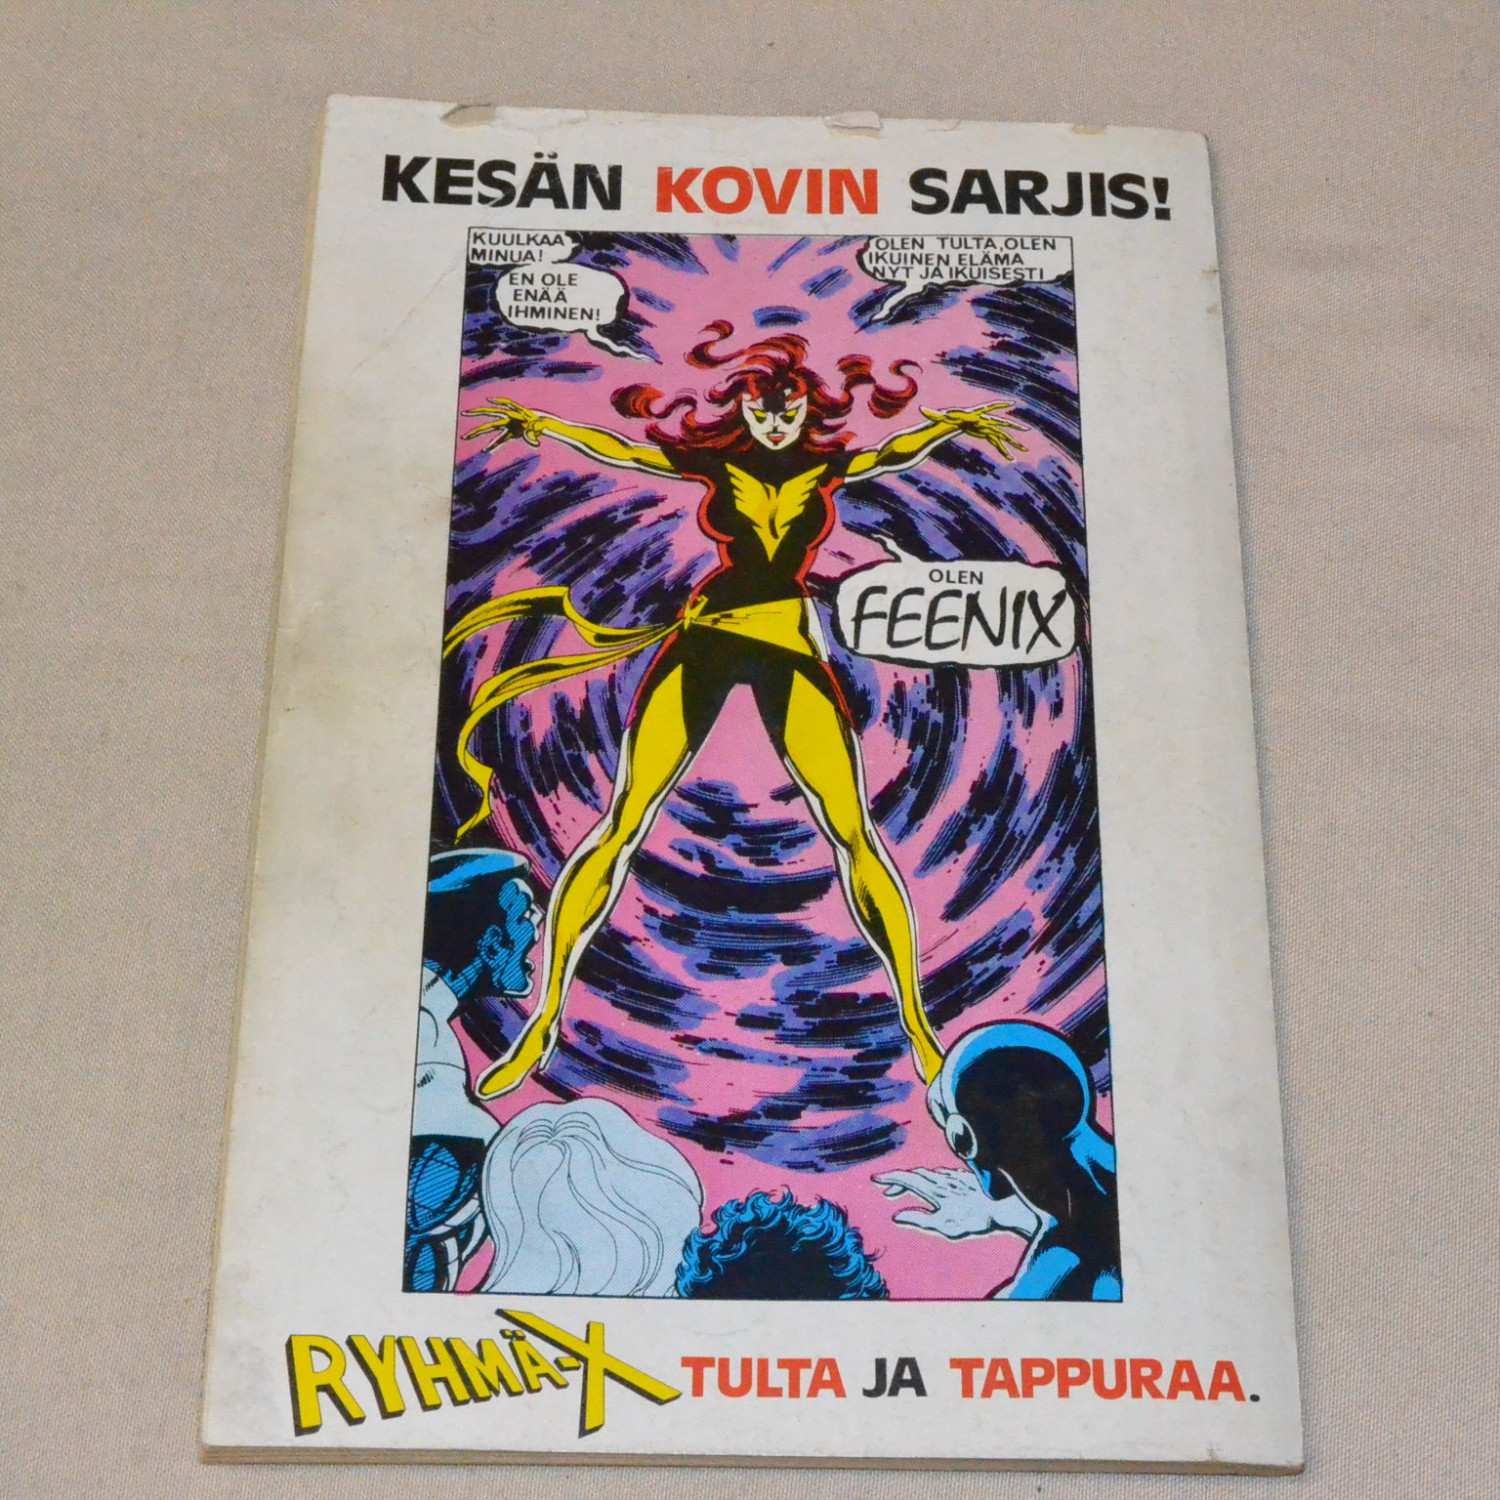 KESÄN KOVIN SARJIS!
KUULKAA
MINUA!
EN OLE
ENÄÄ
IHMINEN!
OLEN TULTA, OLEN
IKUINEN ELÄMÄ
NYT JA IKUISESTI
OLEN
FEENIX
RYHMÄ-X TULTA JA TAPPURAA.